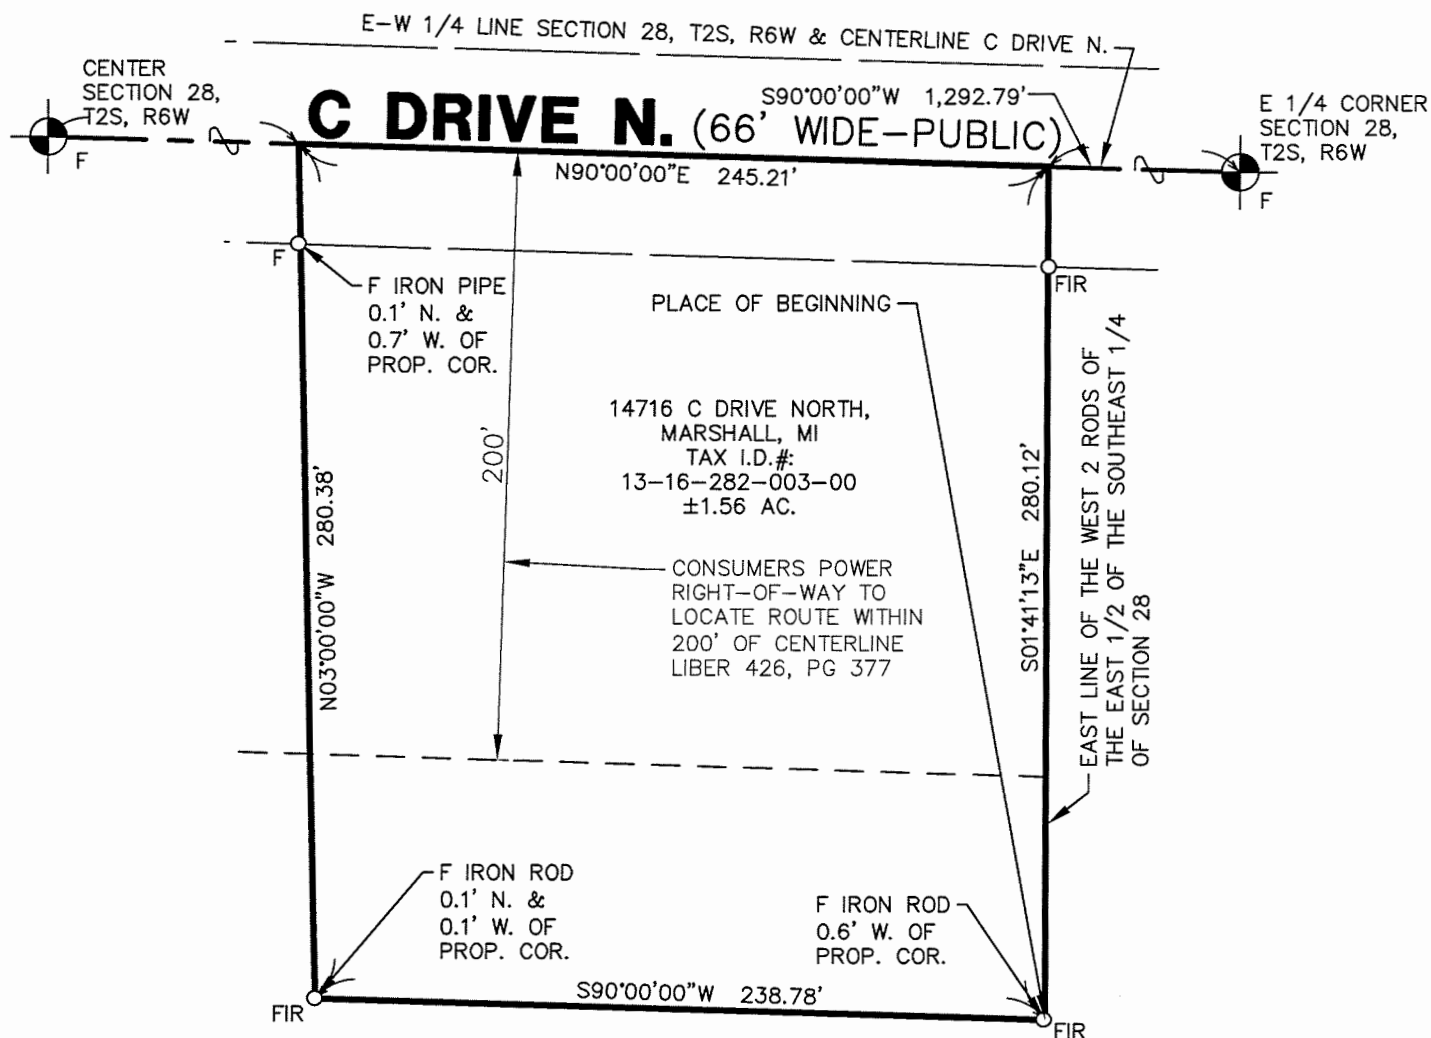 E-W 1/4 LINE SECTION 28, T2S, R6W & CENTERLINE C DRIVE N.
CENTER
SECTION 28,
T2S, R6W
F
C DRIVE N. (66' WIDE-PUBLIC)
S90°00'00"W 1,292.79'
E 1/4 CORNER
SECTION 28,
T2S, R6W
F
N90°00'00"E 245.21'
F
F IRON PIPE
0.1' N. &
0.7' W. OF
PROP. COR.
FIR
PLACE OF BEGINNING
200'
14716 C DRIVE NORTH,
MARSHALL, MI
TAX I.D.#:
13-16-282-003-00
±1.56 AC.
N03°00'00"W 280.38'
S01°41'13"E 280.12'
EAST LINE OF THE WEST 2 RODS OF
THE EAST 1/2 OF THE SOUTHEAST 1/4
OF SECTION 28
CONSUMERS POWER
RIGHT-OF-WAY TO
LOCATE ROUTE WITHIN
200' OF CENTERLINE
LIBER 426, PG 377
F IRON ROD
0.1' N. &
0.1' W. OF
PROP. COR.
F IRON ROD
0.6' W. OF
PROP. COR.
S90°00'00"W 238.78'
FIR
FIR